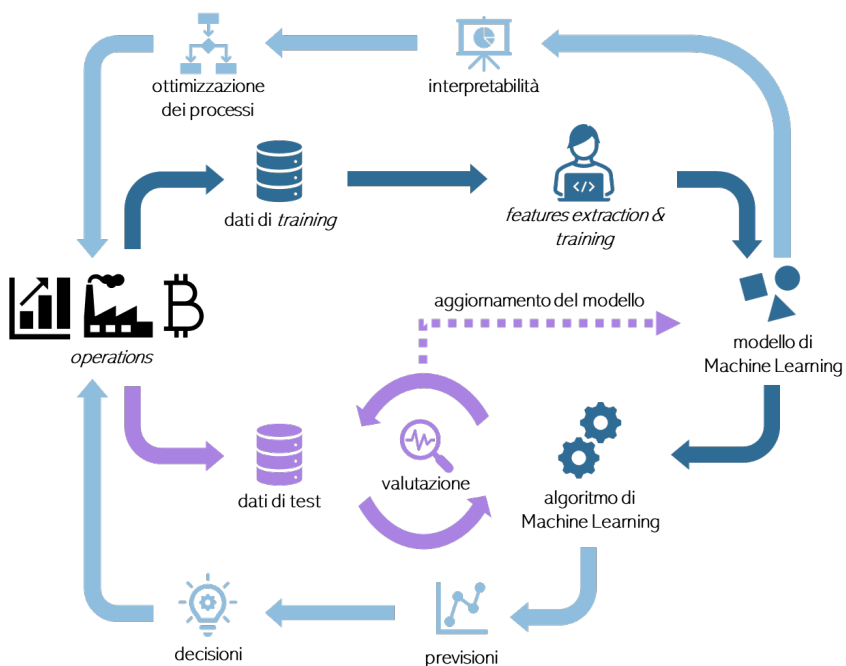 ottimizzazione
dei processi
interpretabilità
dati di training
features extraction &
training
operations
aggiornamento del modello
modello di
Machine Learning
dati di test
valutazione
algoritmo di
Machine Learning
decisioni
previsioni